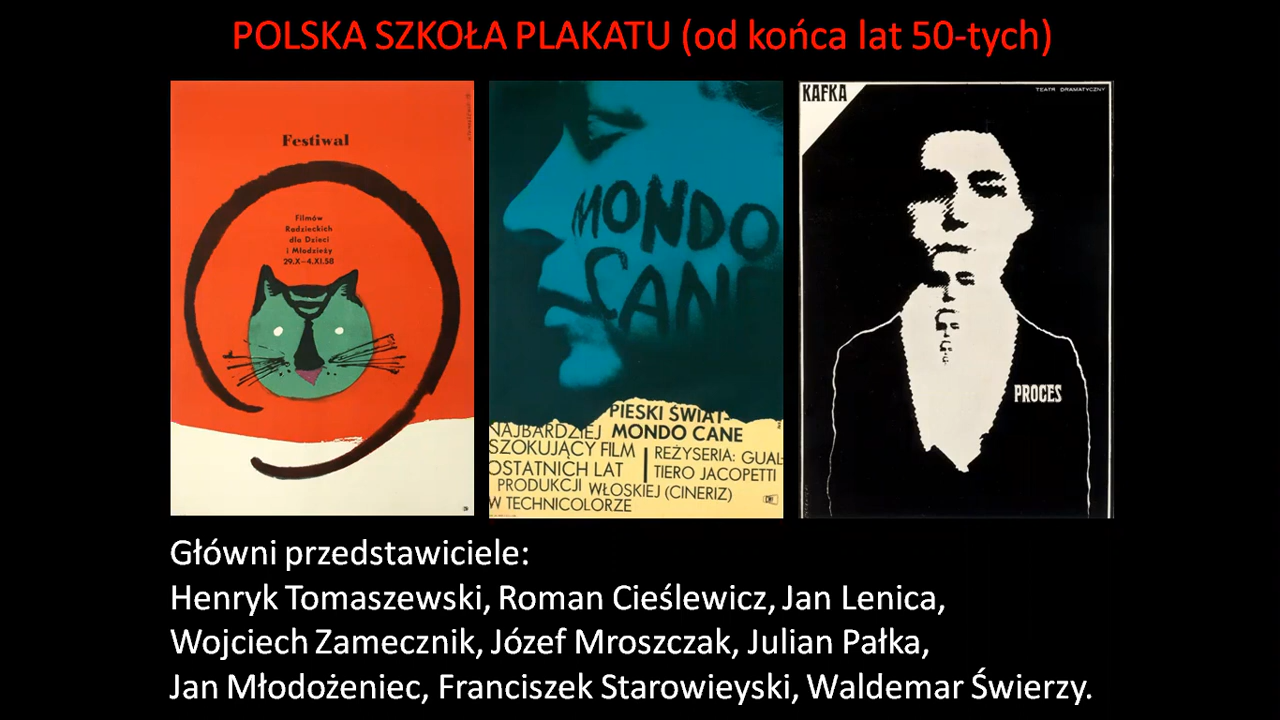 POLSKA SZKOŁA PLAKATU (od końca lat 50-tych)
Festiwal
Filmów
Radzieckich
dla Dzieci
i Młodzieży
29.X–4.XI.58
MONDO
CANE
PIESKI ŚWIAT-
MONDO CANE
NAJBARDZIEJ
SZOKUJĄCY FILM
OSTATNICH LAT
PRODUKCJI WŁOSKIEJ (CINERIZ)
W TECHNICOLORZE
REŻYSERIA: GUAL-
TIERO JACOPETTI
KAFKA
TEATR DRAMATYCZNY
PROCES
Główni przedstawiciele:
Henryk Tomaszewski, Roman Cieślewicz, Jan Lenica,
Wojciech Zamecznik, Józef Mroszczak, Julian Pałka,
Jan Młodożeniec, Franciszek Starowieyski, Waldemar Świerzy.